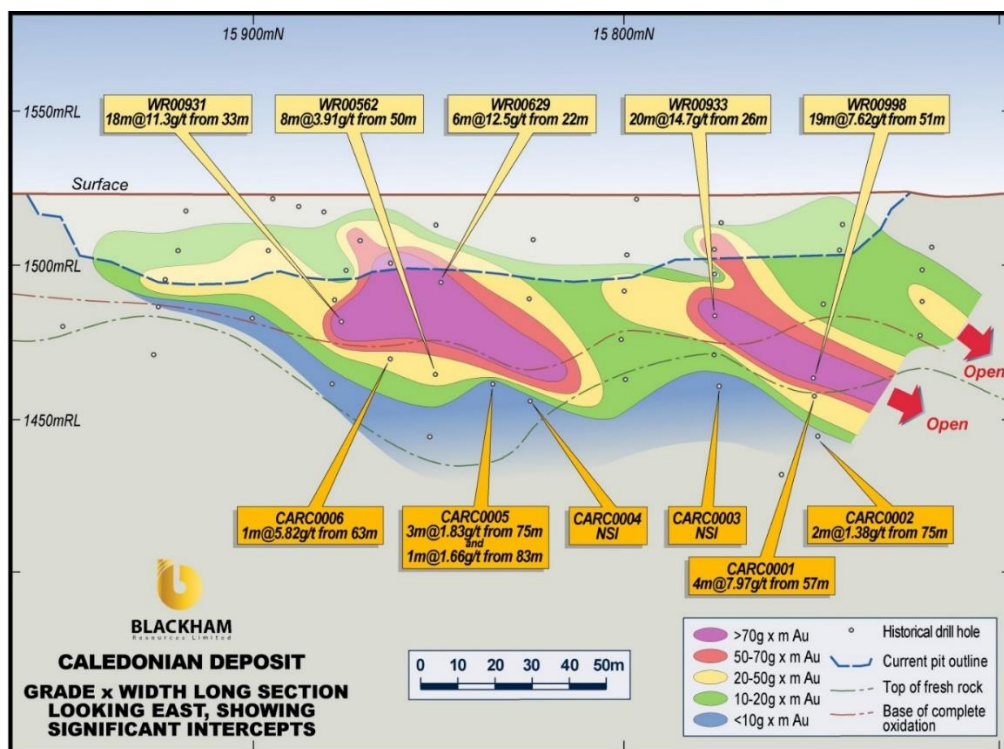 15 900mN
15 800mN
1550mRL
WR00931
18m@11.3g/t from 33m
WR00562
8m@3.91g/t from 50m
WR00629
6m@12.5g/t from 22m
WR00933
20m@14.7g/t from 26m
WR00998
19m@7.62g/t from 51m
Surface
1500mRL
Open
Open
1450mRL
CARC0006
1m@5.82g/t from 63m
CARC0005
3m@1.83g/t from 75m
and
1m@1.66g/t from 83m
CARC0004
NSI
CARC0003
NSI
CARC0002
2m@1.38g/t from 75m
CARC0001
4m@7.97g/t from 57m
BLACKHAM
Resources Limited
CALEDONIAN DEPOSIT
GRADE x WIDTH LONG SECTION
LOOKING EAST, SHOWING
SIGNIFICANT INTERCEPTS
0 10 20 30 40 50m
>70g x m Au
50-70g x m Au
20-50g x m Au
10-20g x m Au
<10g x m Au
Historical drill hole
Current pit outline
Top of fresh rock
Base of complete
oxidation